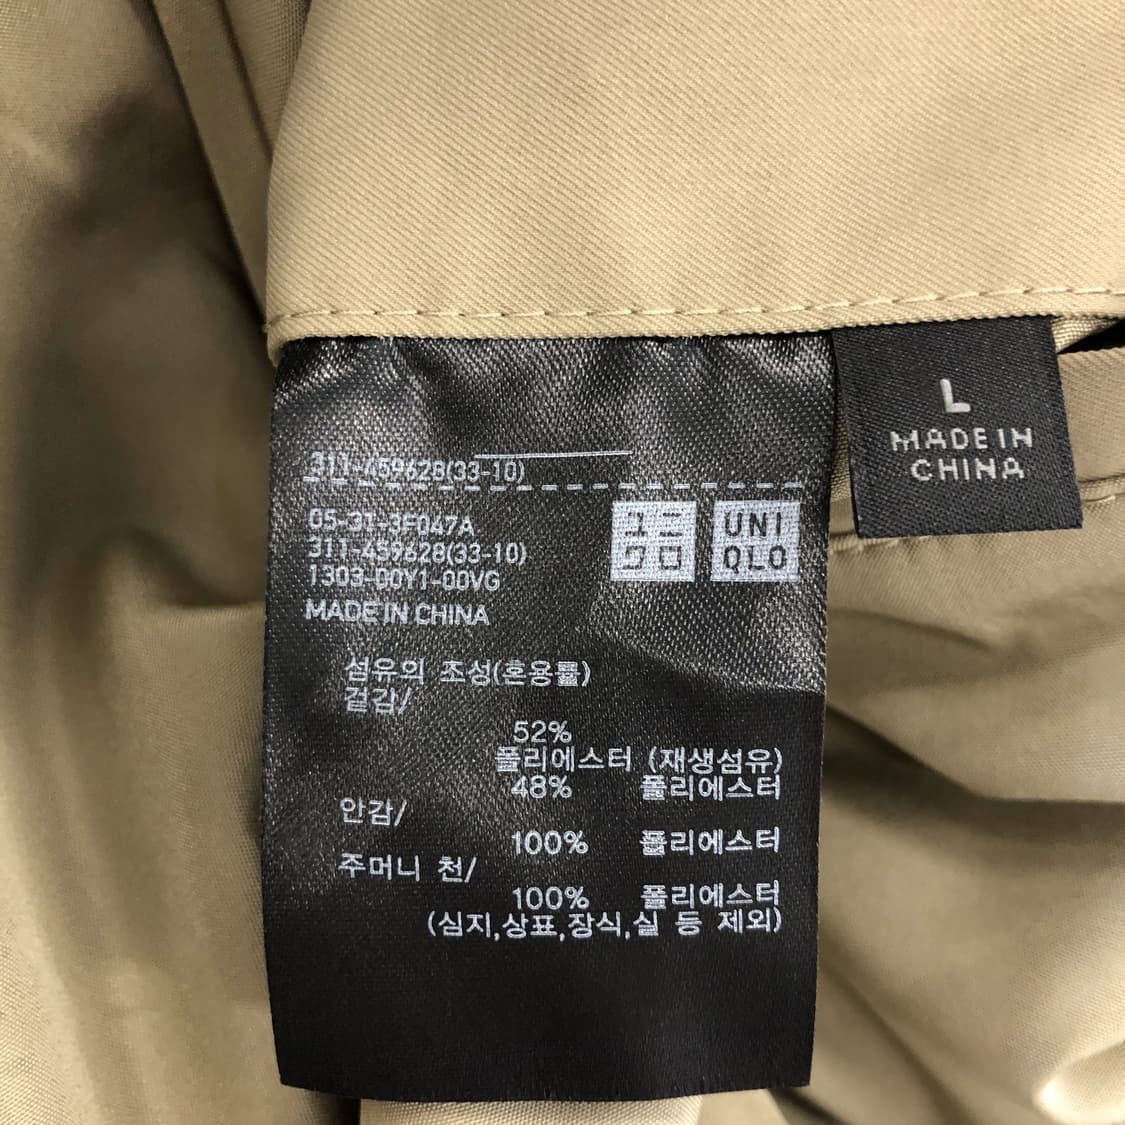 311-459628(33-10)
05-31-3F047A
311-459628(33-10)
1303-00Y1-00VG
MADE IN CHINA
ユニ
クロ
UNI
QLO
섬유의 조성(혼용률)
겉감/
52%
폴리에스터 (재생섬유)
48% 폴리에스터
안감/
100% 폴리에스터
주머니 천/
100% 폴리에스터
(심지,상표,장식,실 등 제외)
L
MADE IN
CHINA